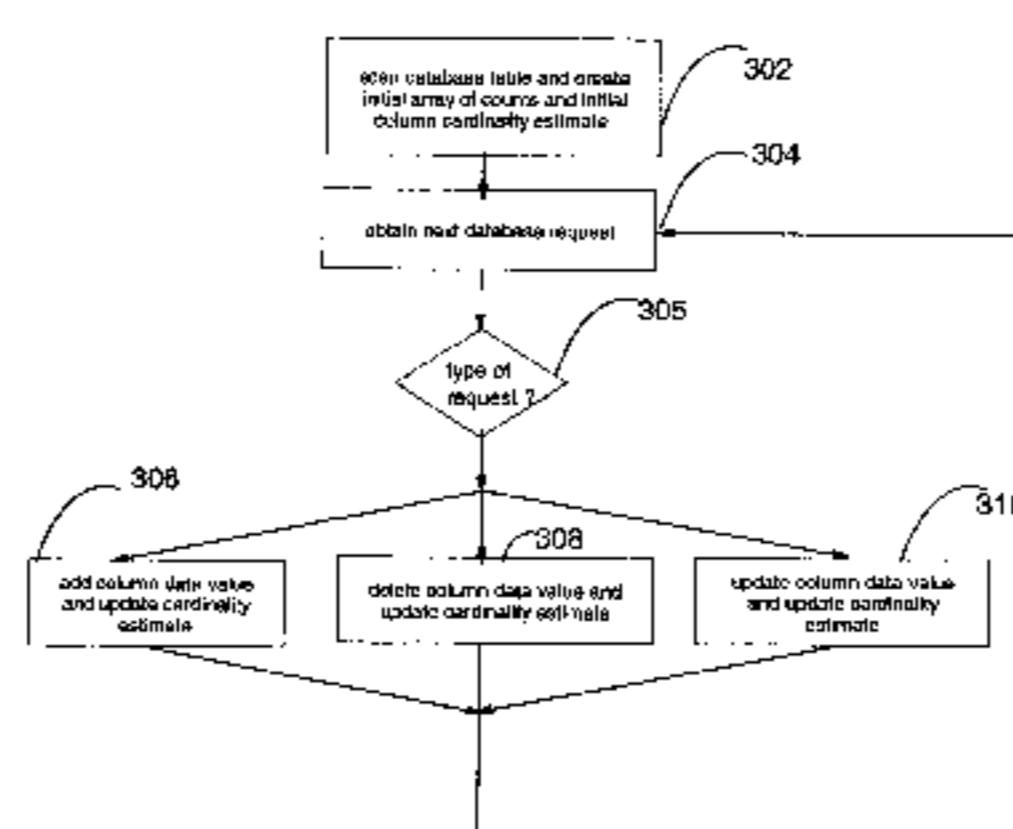 scan database table and create
initial array of counts and initial
column cardinality estimate
302
304
obtain next database request
305
type of
request ?
306
308
add column data value
and update cardinality
estimate
delete column data value and
update cardinality estimate
update column data value
and update cardinality
estimate